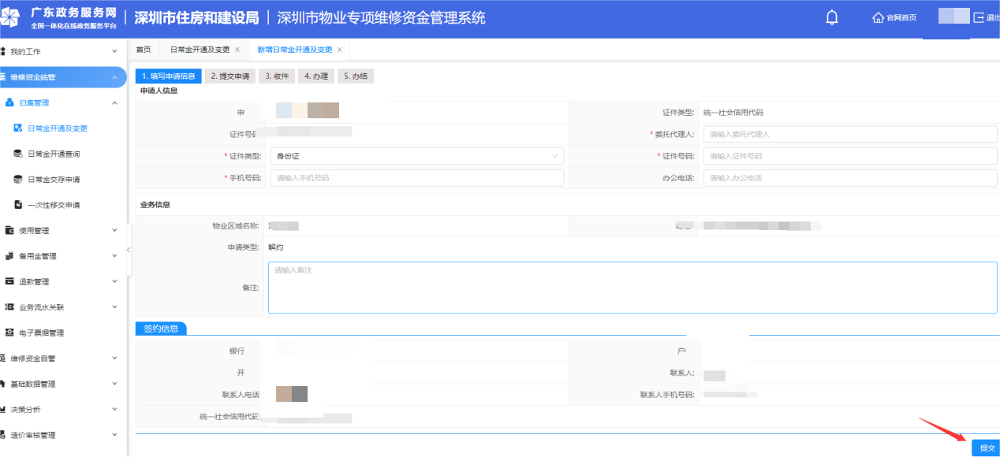 广东政务服务网
全国一体化在线政务服务平台
深圳市住房和建设局
深圳市物业专项维修资金管理系统
官网首页
退出
我的工作
维修资金统管
归集管理
日常金开通及变更
日常金开通查询
日常金交存申请
一次性移交申请
使用管理
备用金管理
退款管理
业务流水关联
电子票据管理
维修资金自管
基础数据管理
决策分析
造价审核管理
首页 日常金开通及变更 × 新增日常金开通及变更 ×
1. 填写申请信息 2. 提交申请 3. 收件 4. 办理 5. 办结
申请人信息
申
证件类型: 统一社会信用代码
证件号码
* 委托代理人: 请输入委托代理人
* 证件类型: 身份证
* 证件号码: 请输入证件号码
* 手机号码: 请输入手机号码
办公电话: 请输入办公电话
业务信息
物业区域名称:
申请类型: 解约
备注: 请输入备注
签约信息
银行
户
开
联系人:
联系人电话
联系人手机号码:
统一社会信用代码
提交